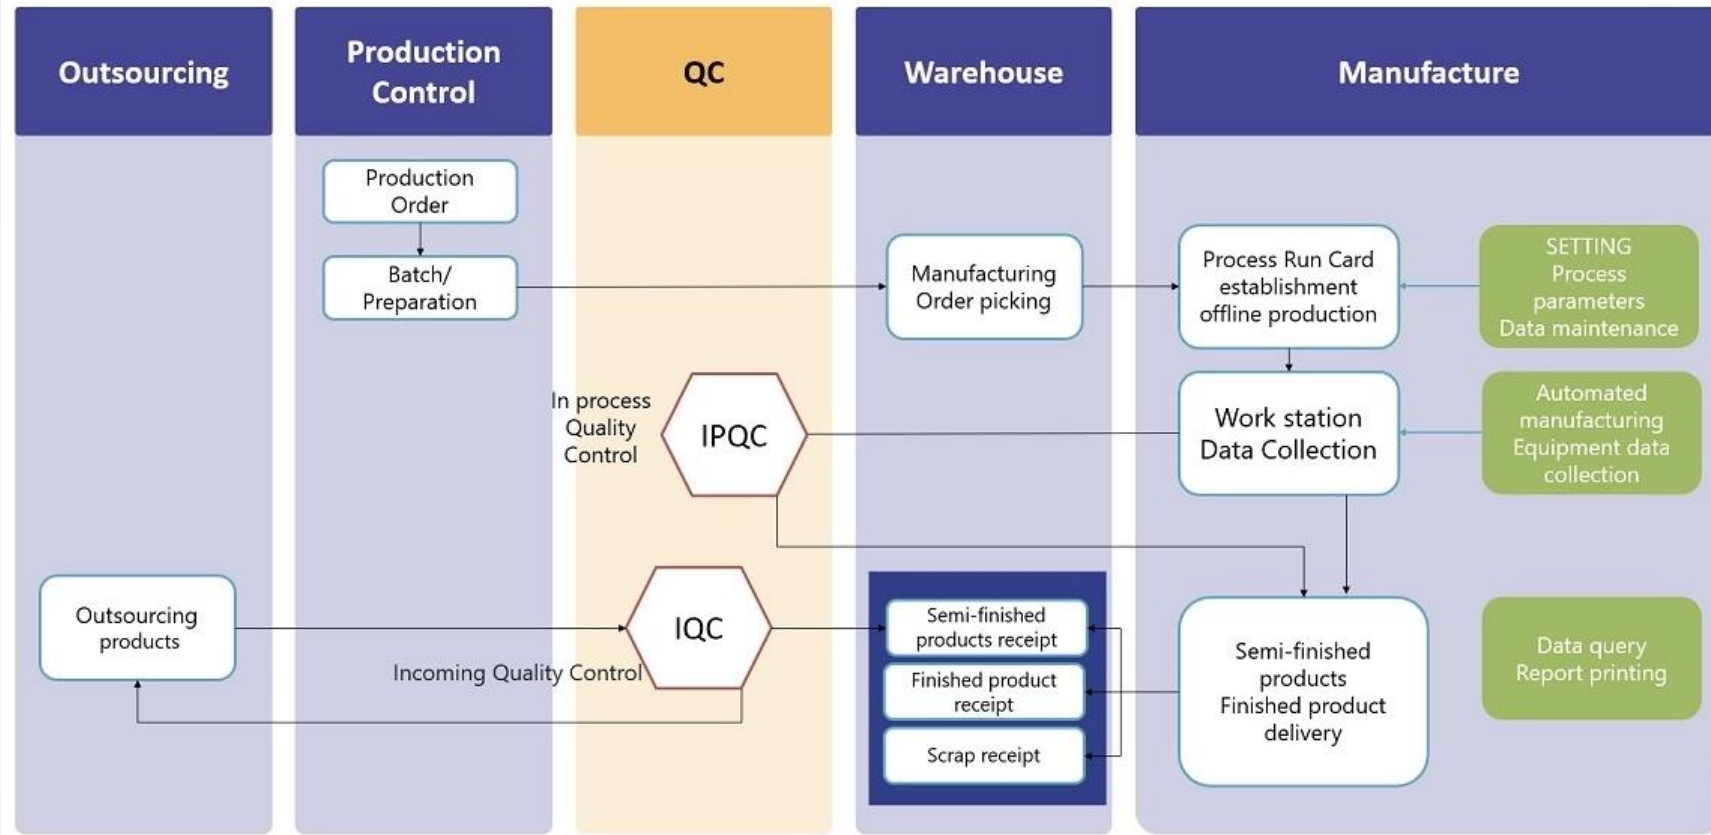 Outsourcing
Production
Control
QC
Warehouse
Manufacture
Production
Order
Batch/
Preparation
Manufacturing
Order picking
Process Run Card
establishment
offline production
SETTING
Process
parameters
Data maintenance
In process
Quality
Control
IPQC
Work station
Data Collection
Automated
manufacturing
Equipment data
collection
Outsourcing
products
Incoming Quality Control
IQC
Semi-finished
products receipt
Finished product
receipt
Scrap receipt
Semi-finished
products
Finished product
delivery
Data query
Report printing